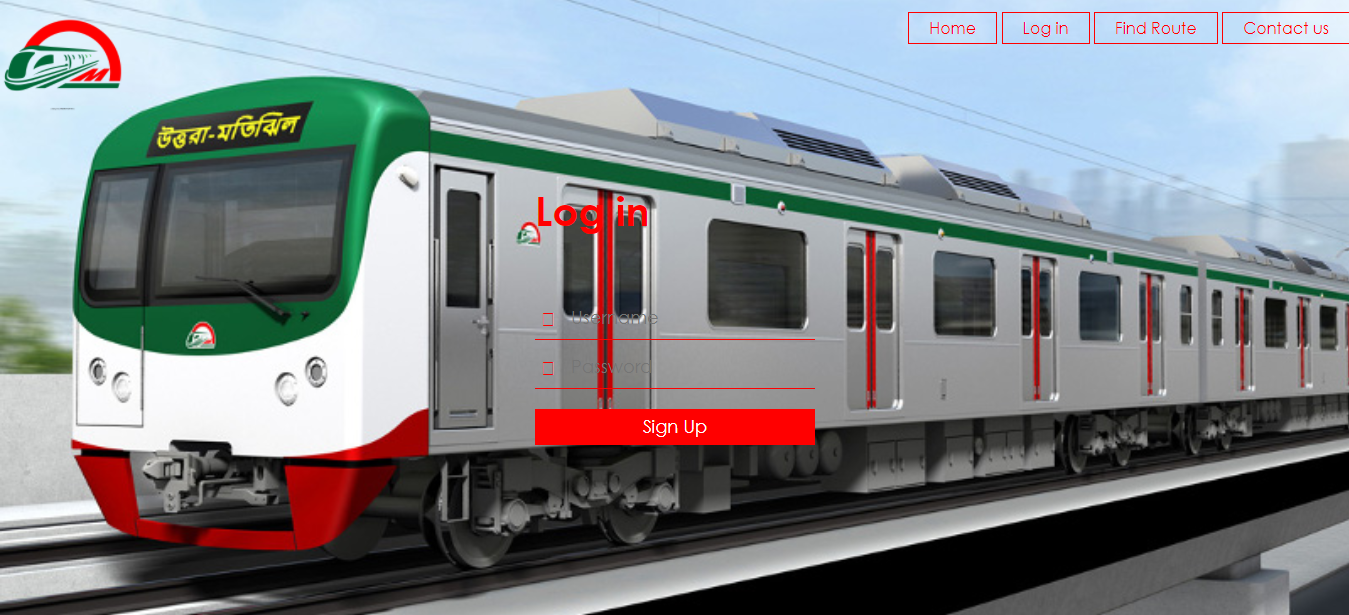 Home Log in Find Route Contact us
উত্তরা-মতিঝিল
Log in
Username
Password
Sign Up